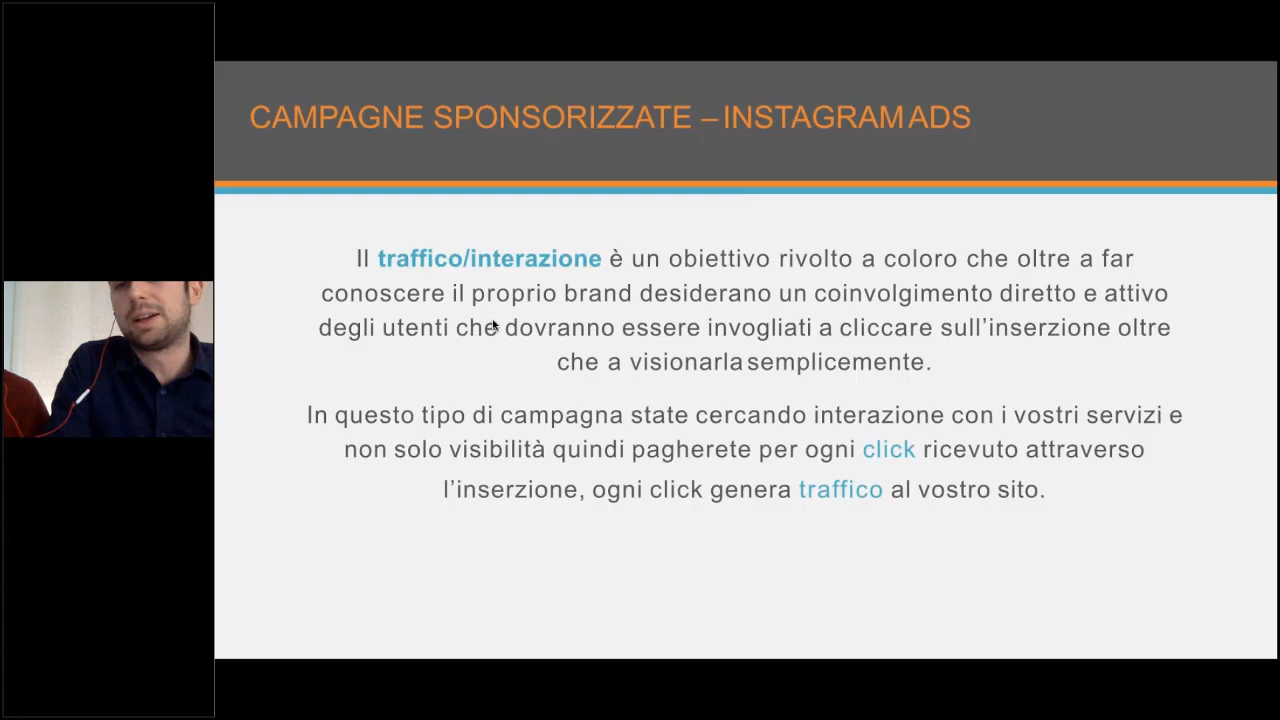 CAMPAGNE SPONSORIZZATE – INSTAGRAM ADS
Il traffico/interazione è un obiettivo rivolto a coloro che oltre a far
conoscere il proprio brand desiderano un coinvolgimento diretto e attivo
degli utenti che dovranno essere invogliati a cliccare sull’inserzione oltre
che a visionarla semplicemente.
In questo tipo di campagna state cercando interazione con i vostri servizi e
non solo visibilità quindi pagherete per ogni click ricevuto attraverso
l’inserzione, ogni click genera traffico al vostro sito.